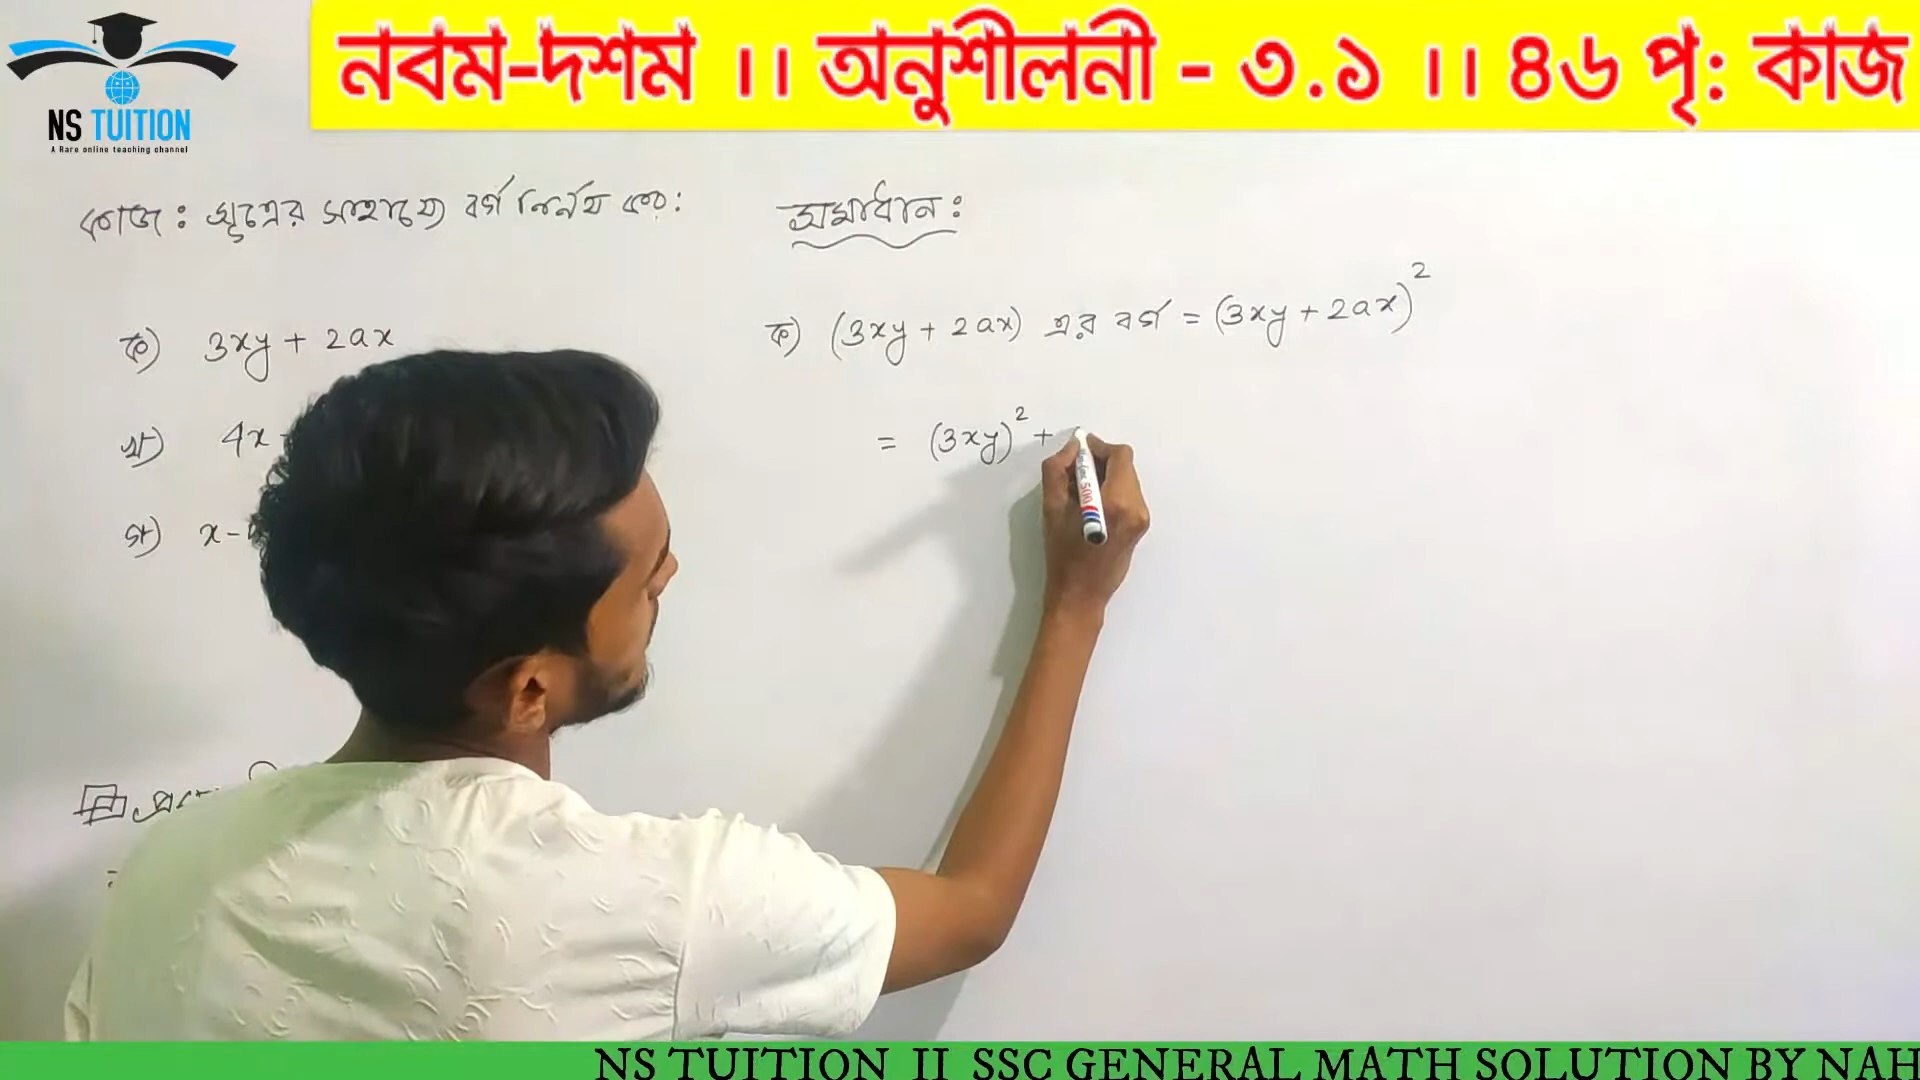 নবম-দশম ।। অনুশীলনী - ৩.১ ।। ৪৬ পৃ: কাজ
NS TUITION
A Rare online teaching channel
কাজ : সূত্রের সাহায্যে বর্গ নির্নয় কর :
ক) 3xy + 2ax
খ) 4x
গ) x -
সমাধান :
ক) (3xy + 2ax) এর বর্গ = (3xy + 2ax)²
= (3xy)² +
NS TUITION II SSC GENERAL MATH SOLUTION BY NAH